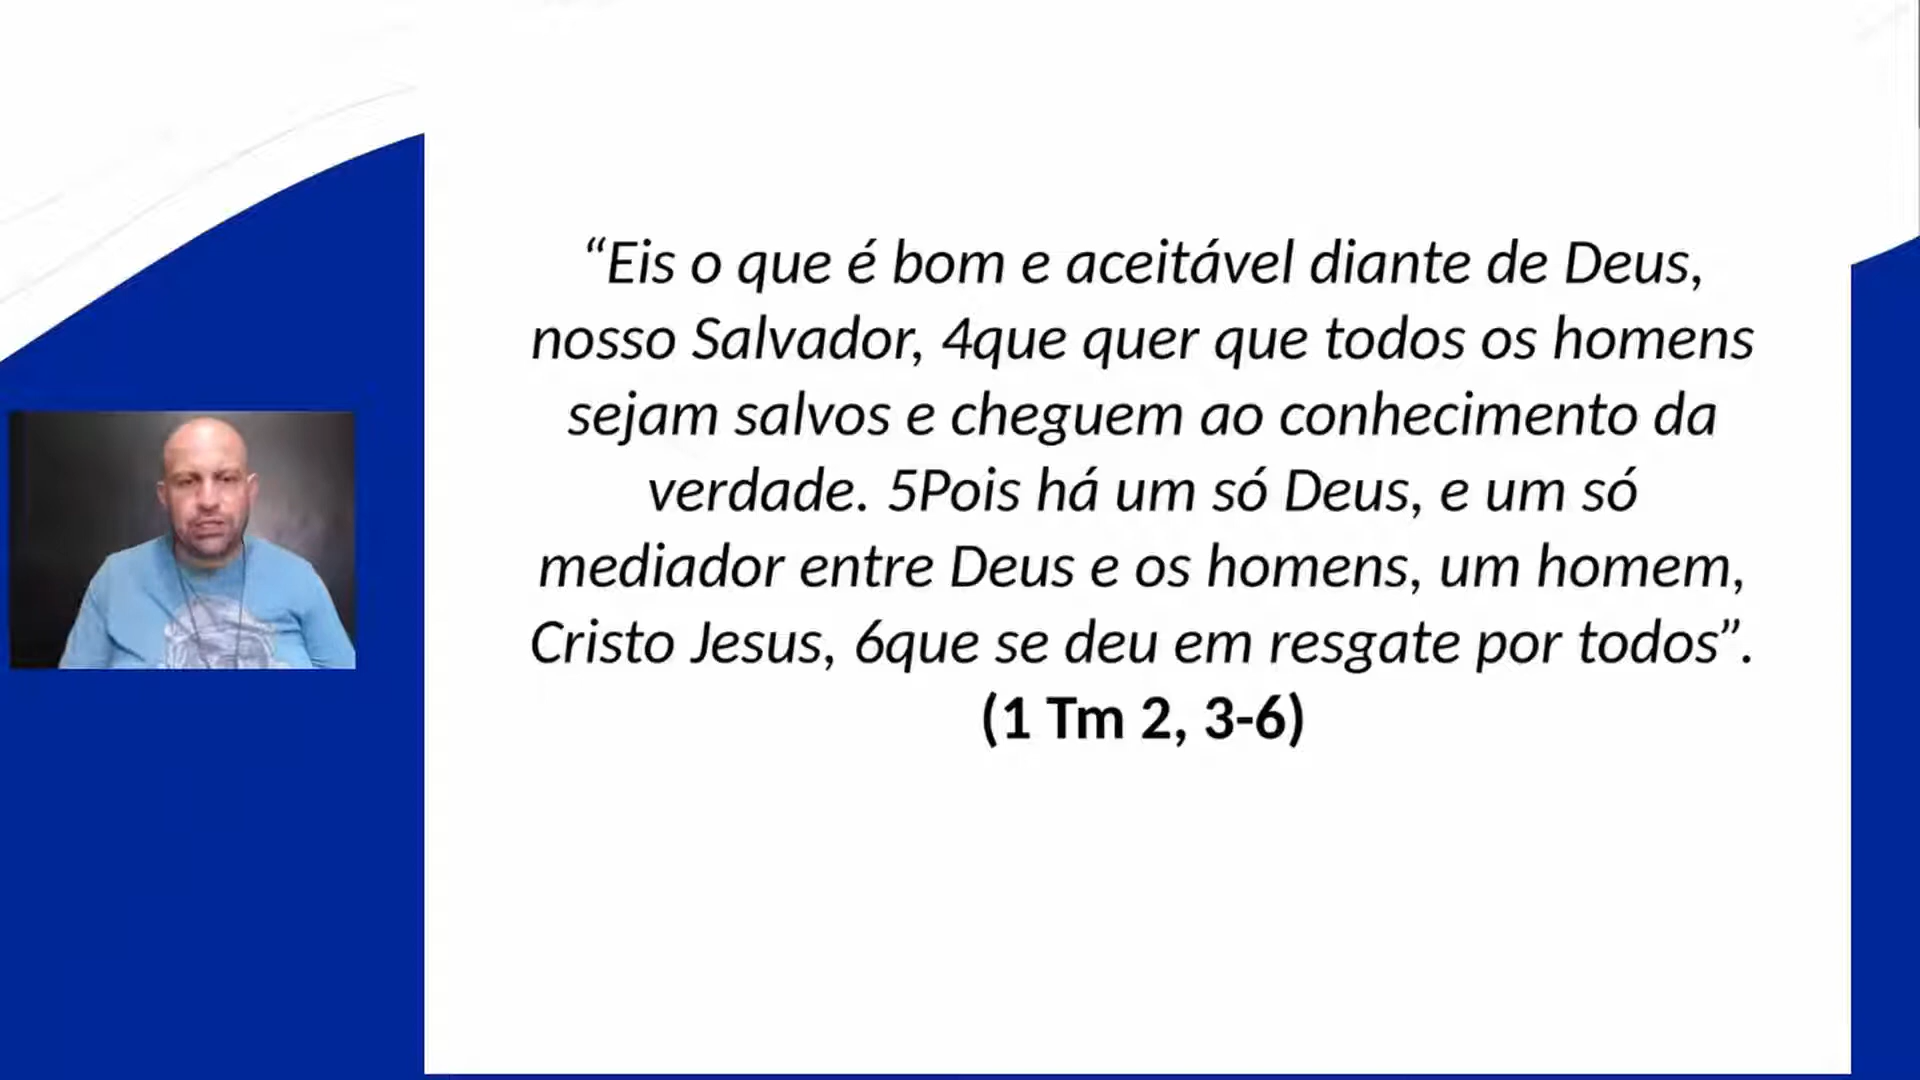 “Eis o que é bom e aceitável diante de Deus,
nosso Salvador, 4que quer que todos os homens
sejam salvos e cheguem ao conhecimento da
verdade. 5Pois há um só Deus, e um só
mediador entre Deus e os homens, um homem,
Cristo Jesus, 6que se deu em resgate por todos”.
(1 Tm 2, 3-6)